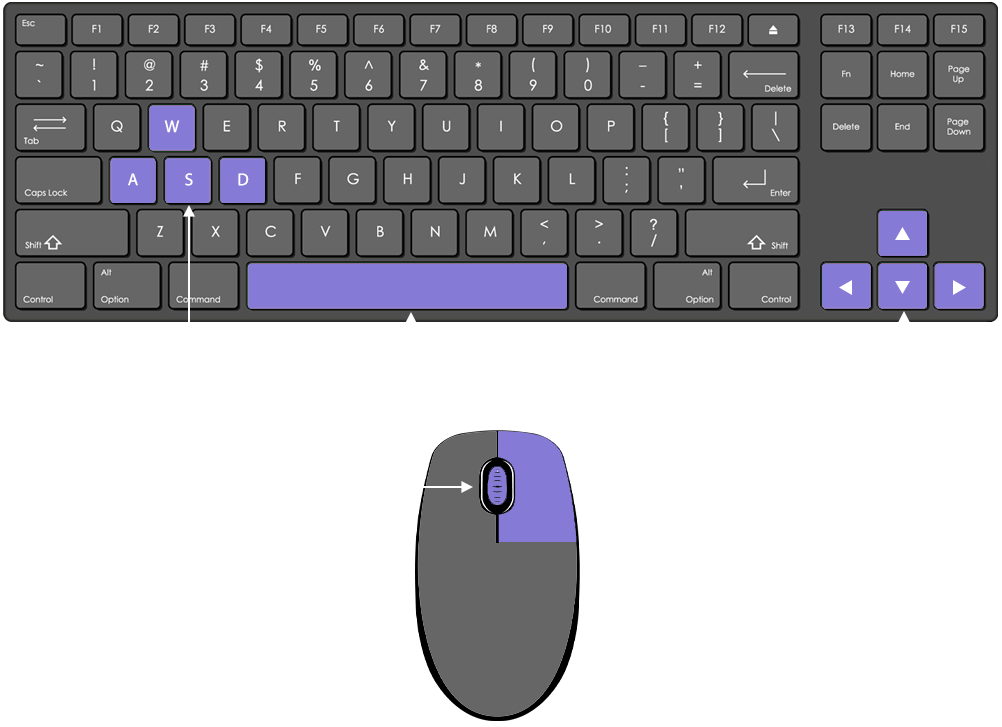 Esc F1 F2 F3 F4 F5 F6 F7 F8 F9 F10 F11 F12 F13 F14 F15
~ ! @ # $ % ^ & * ( ) _ +
` 1 2 3 4 5 6 7 8 9 0 - = Delete Fn Home Page Up
Tab Q W E R T Y U I O P { [ } ] | \ Delete End Page Down
Caps Lock A S D F G H J K L : ; " ' Enter
Shift Z X C V B N M < , > . ? / Shift
Control Alt Option Command Command Alt Option Control